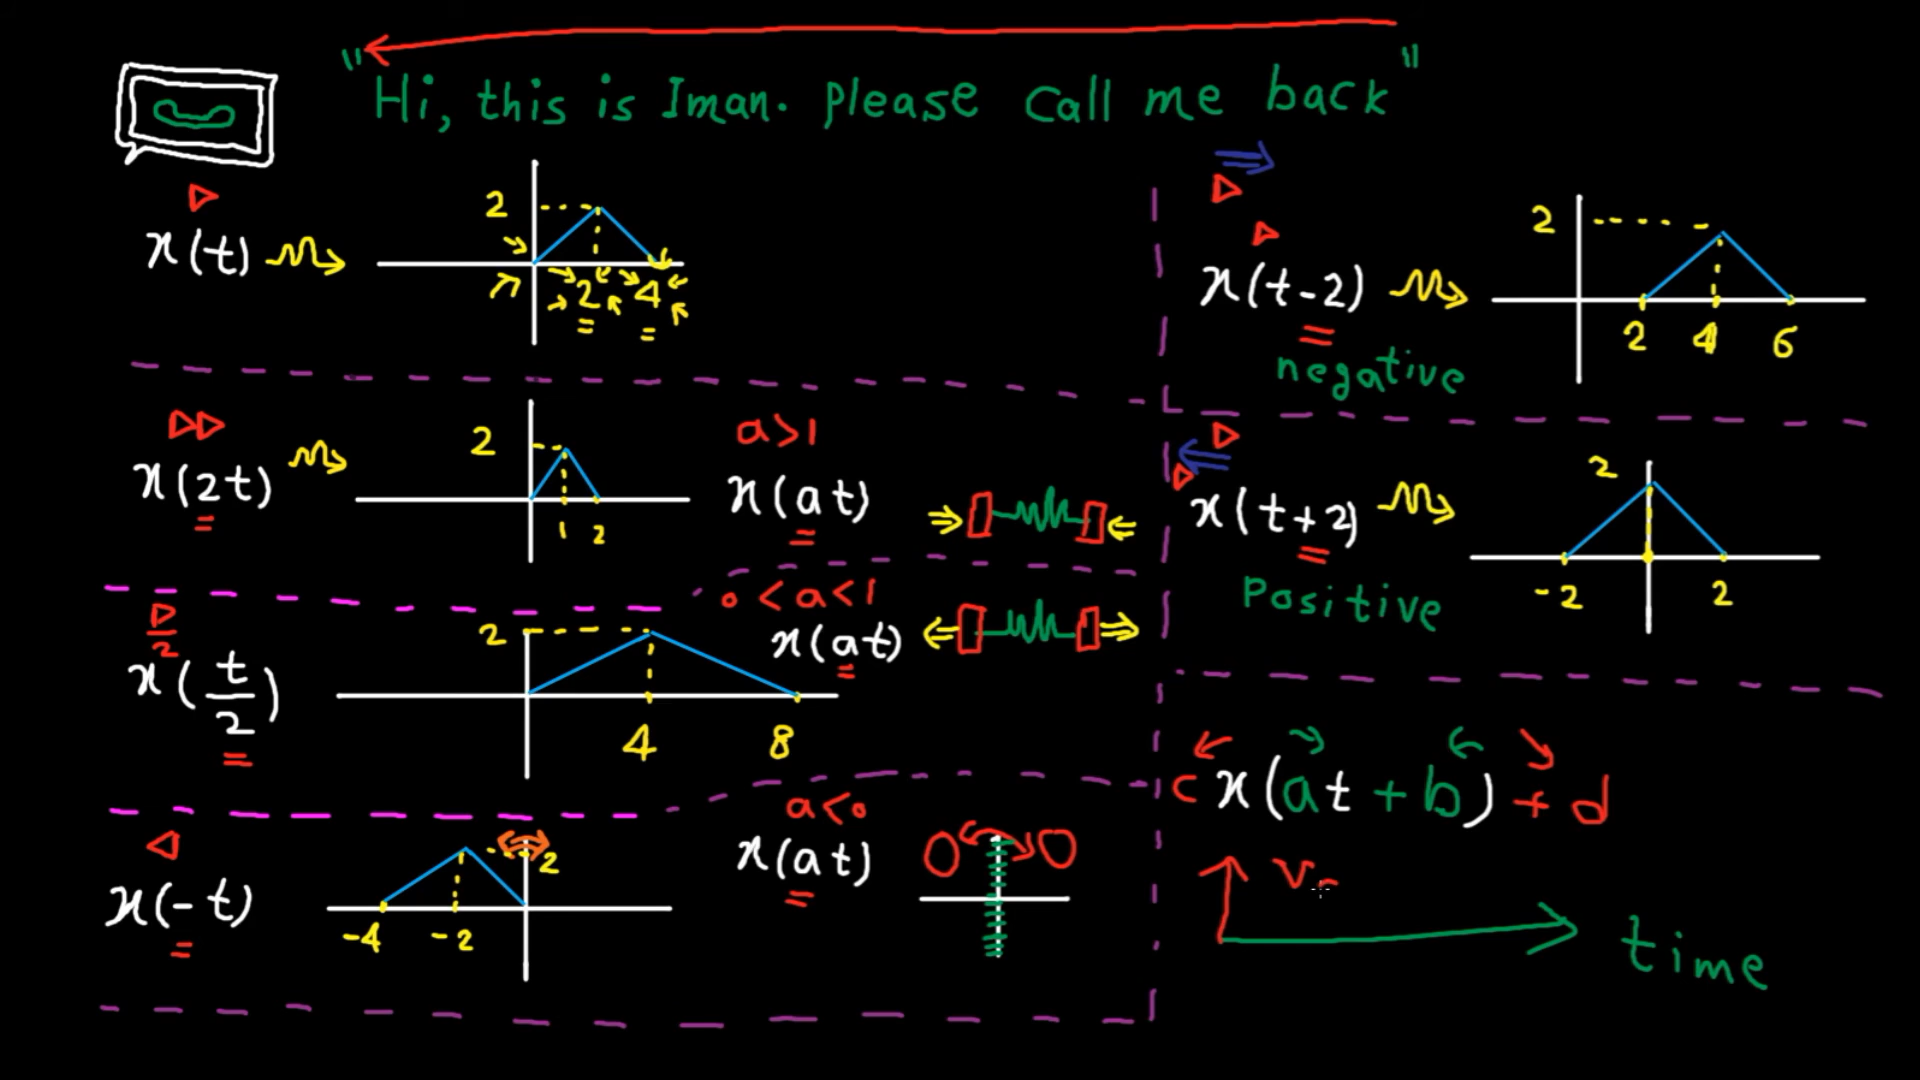 "Hi, this is Iman. Please Call me back"
x(t)
2
2 4
x(2t)
2
1 2
a>1
x(at)
x(t/2)
2
4 8
0<a<1
x(at)
x(-t)
2
-4 -2
a<0
x(at)
x(t-2)
negative
2
2 4 6
x(t+2)
Positive
2
-2 2
cx(at+b)+d
time